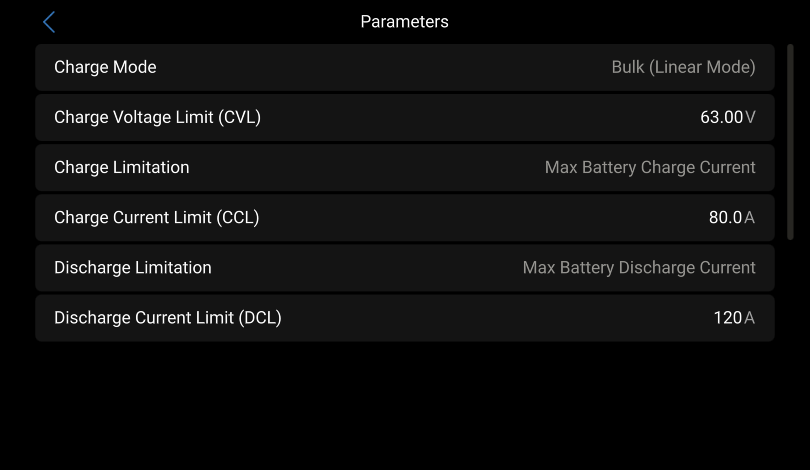 Parameters
Charge Mode Bulk (Linear Mode)
Charge Voltage Limit (CVL) 63.00V
Charge Limitation Max Battery Charge Current
Charge Current Limit (CCL) 80.0A
Discharge Limitation Max Battery Discharge Current
Discharge Current Limit (DCL) 120A